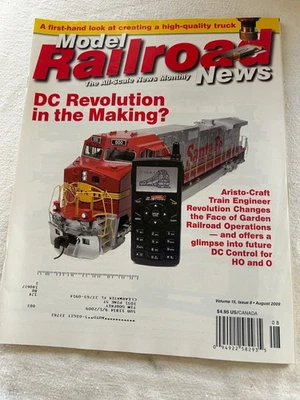 A first-hand look at creating a high-quality truck
Model
Railroad
The All-Scale News Monthly
News
DC Revolution
in the Making?
600
Santa Fe
Aristo-Craft
Train Engineer
Revolution Changes
the Face of Garden
Railroad Operations
— and offers a
glimpse into future
DC Control for
HO and O
Volume 15, Issue 8 • August 2009
$4.95 US/CANADA
08